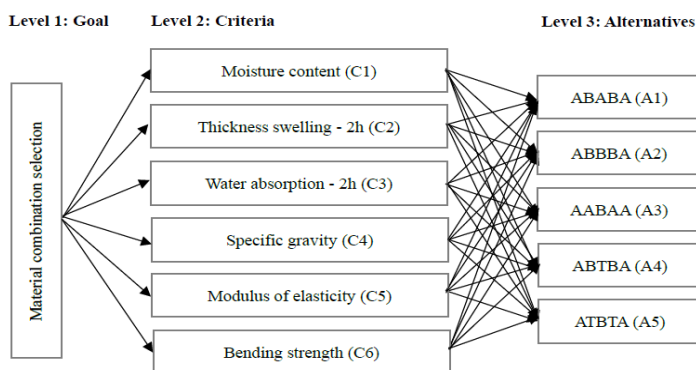 Level 1: Goal
Level 2: Criteria
Level 3: Alternatives
Material combination selection
Moisture content (C1)
Thickness swelling - 2h (C2)
Water absorption - 2h (C3)
Specific gravity (C4)
Modulus of elasticity (C5)
Bending strength (C6)
ABABA (A1)
ABBBA (A2)
AABAA (A3)
ABTBA (A4)
ATBTA (A5)